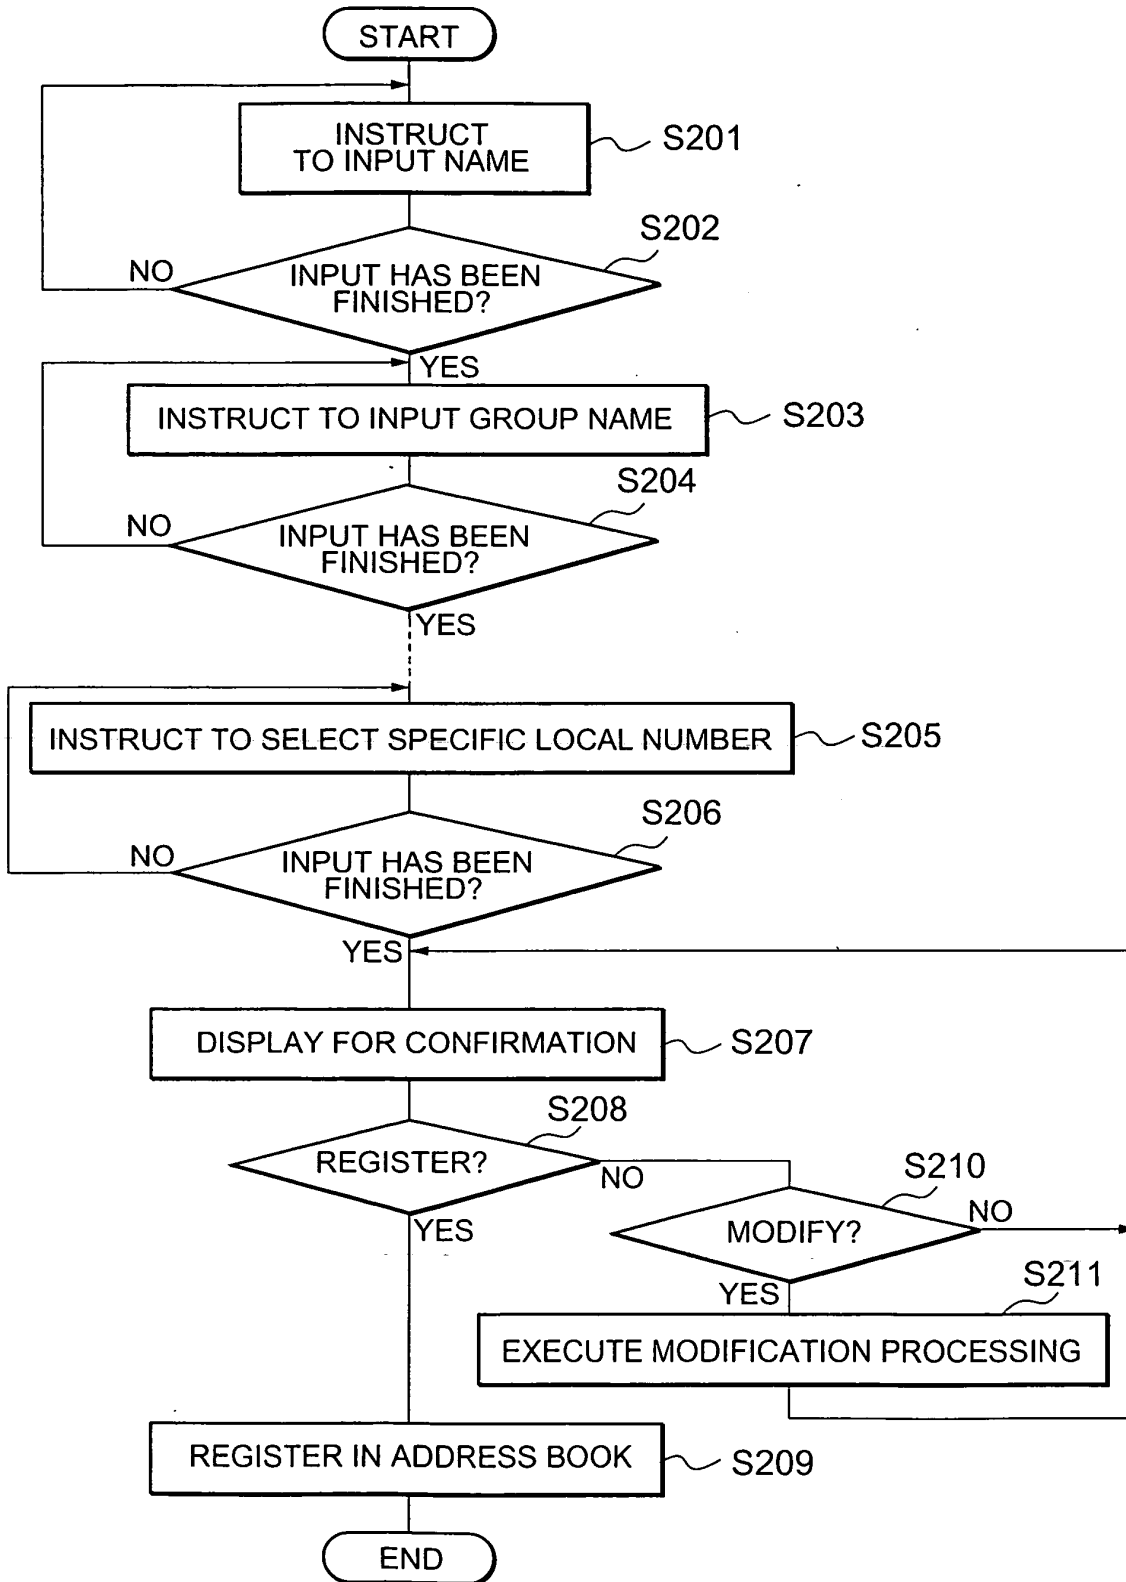 START
INSTRUCT
TO INPUT NAME
S201
S202
NO
INPUT HAS BEEN
FINISHED?
YES
INSTRUCT TO INPUT GROUP NAME
S203
S204
NO
INPUT HAS BEEN
FINISHED?
YES
INSTRUCT TO SELECT SPECIFIC LOCAL NUMBER
S205
S206
NO
INPUT HAS BEEN
FINISHED?
YES
DISPLAY FOR CONFIRMATION
S207
S208
REGISTER?
NO
YES
S210
MODIFY?
NO
YES
S211
EXECUTE MODIFICATION PROCESSING
REGISTER IN ADDRESS BOOK
S209
END